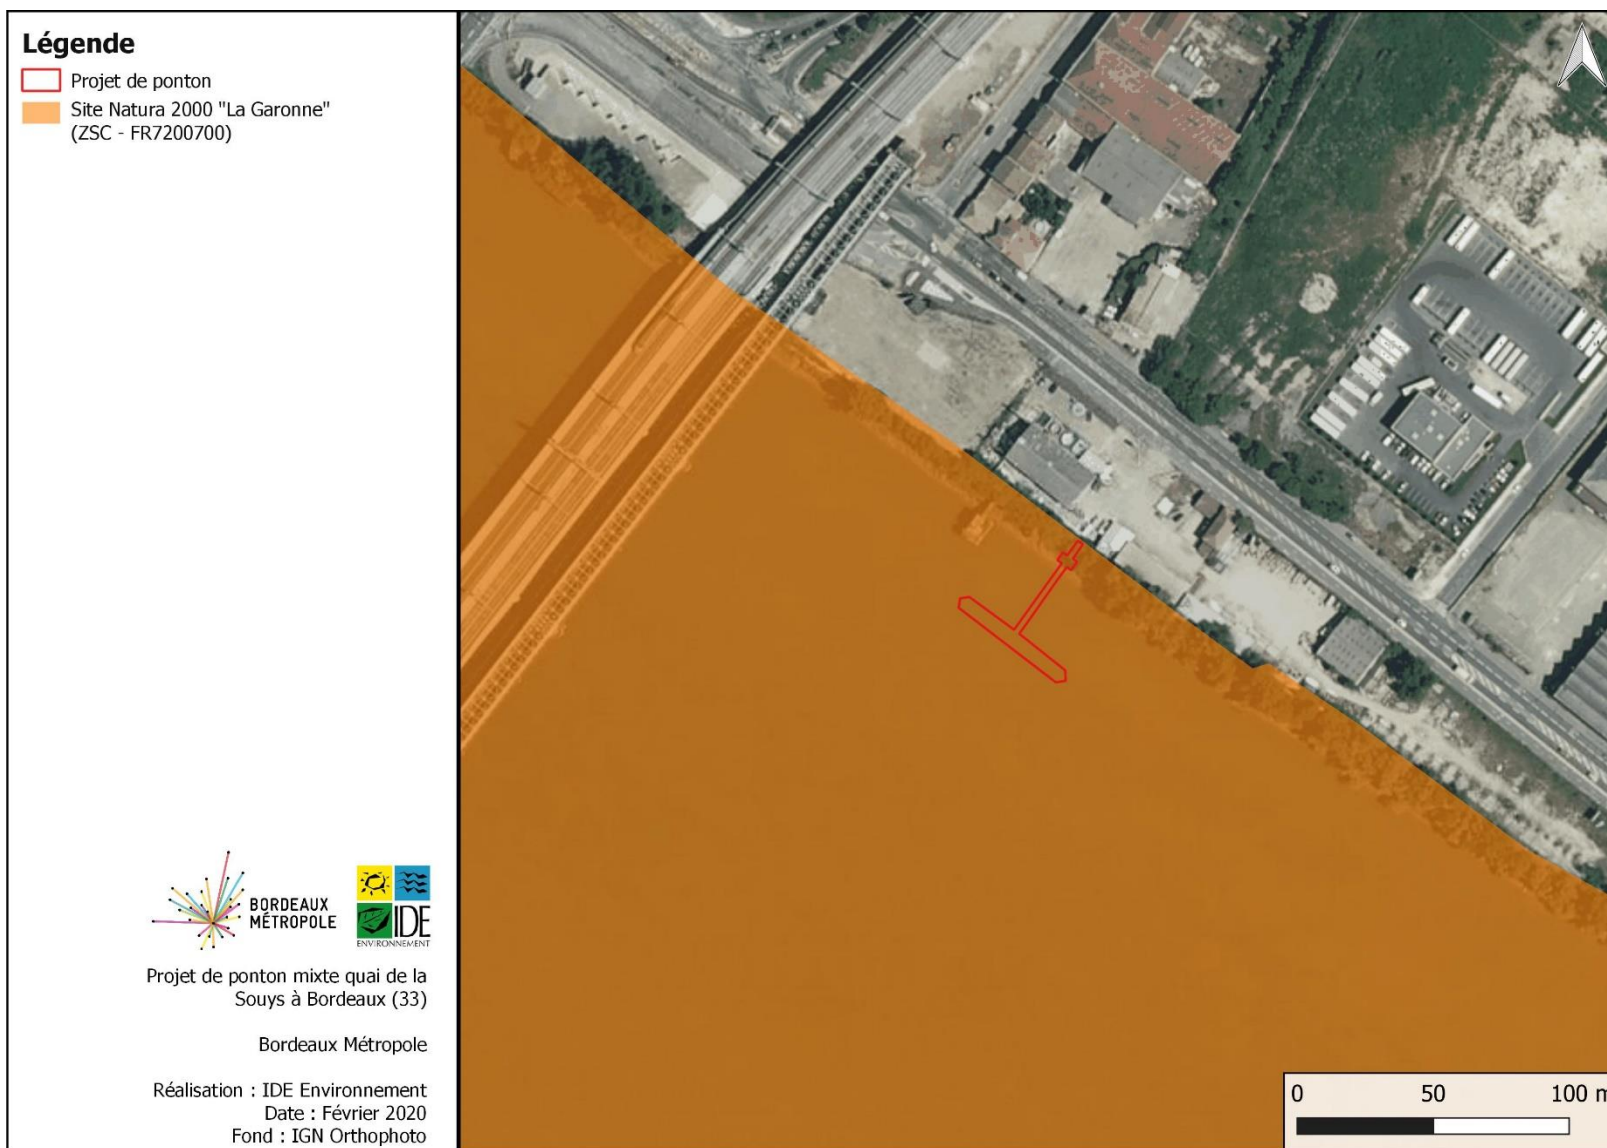 Légende
Projet de ponton
Site Natura 2000 "La Garonne"
(ZSC - FR7200700)
BORDEAUX
MÉTROPOLE
IDE
ENVIRONNEMENT
Projet de ponton mixte quai de la
Souys à Bordeaux (33)
Bordeaux Métropole
Réalisation : IDE Environnement
Date : Février 2020
Fond : IGN Orthophoto
0 50 100 m